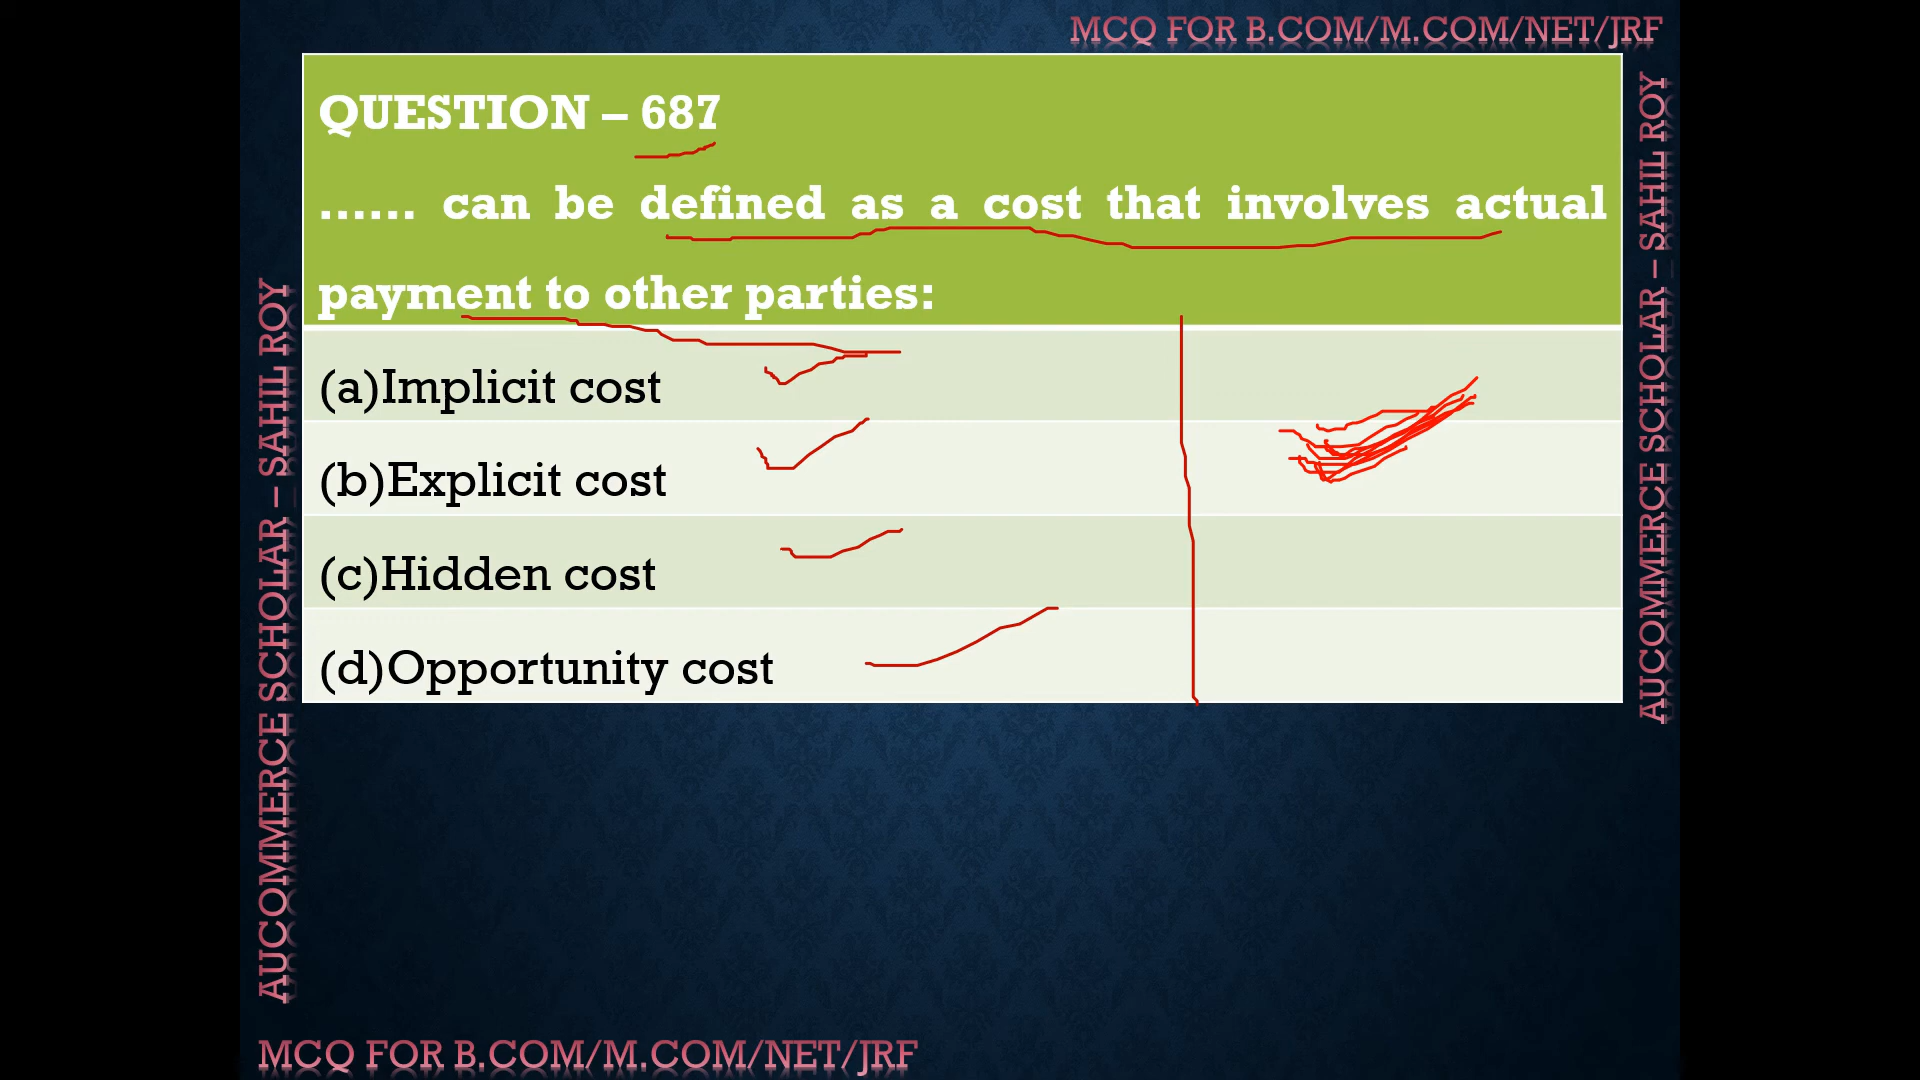 MCQ FOR B.COM/M.COM/NET/JRF
QUESTION – 687
...... can be defined as a cost that involves actual
payment to other parties:
(a)Implicit cost
(b)Explicit cost
(c)Hidden cost
(d)Opportunity cost
AUCOMMERCE SCHOLAR – SAHIL ROY
AUCOMMERCE SCHOLAR – SAHIL ROY
MCQ FOR B.COM/M.COM/NET/JRF